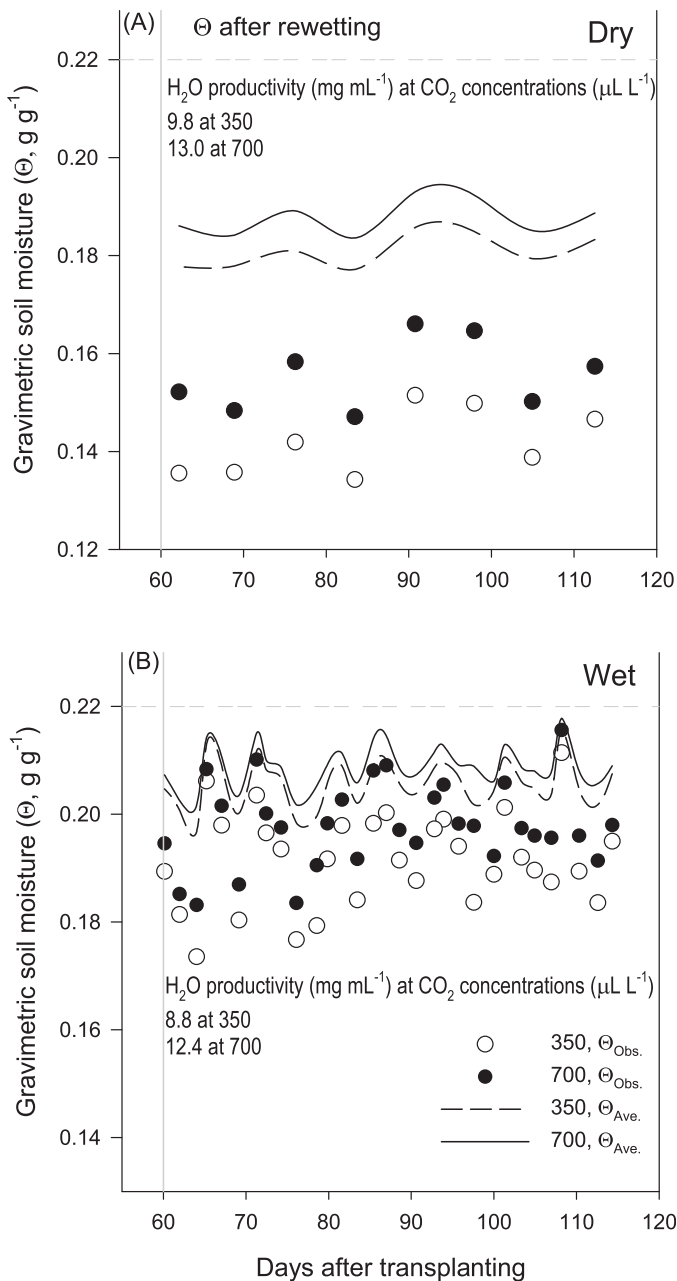 (A)
Θ after rewetting
Dry
0.22
H₂O productivity (mg mL⁻¹) at CO₂ concentrations (μL L⁻¹)
9.8 at 350
13.0 at 700
0.20
0.18
0.16
0.14
0.12
Gravimetric soil moisture (Θ, g g⁻¹)
60 70 80 90 100 110 120
(B)
Wet
0.22
0.20
0.18
0.16
0.14
Gravimetric soil moisture (Θ, g g⁻¹)
H₂O productivity (mg mL⁻¹) at CO₂ concentrations (μL L⁻¹)
8.8 at 350
12.4 at 700
350, Θ Obs.
700, Θ Obs.
350, Θ Ave.
700, Θ Ave.
60 70 80 90 100 110 120
Days after transplanting